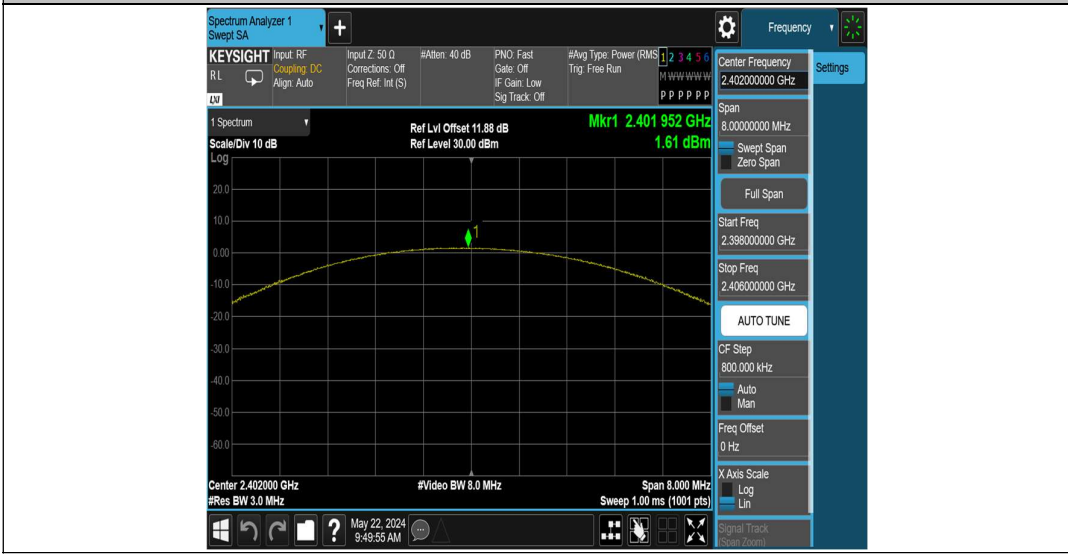 Spectrum Analyzer 1
Swept SA
+
Frequency
KEYSIGHT
RL
LXI
Input: RF
Coupling: DC
Align: Auto
Input Z: 50 Ω
Corrections: Off
Freq Ref: Int (S)
#Atten: 40 dB
PNO: Fast
Gate: Off
IF Gain: Low
Sig Track: Off
#Avg Type: Power (RMS
Trig: Free Run
1 2 3 4 5 6
M W W W W W
P P P P P P
1 Spectrum
Scale/Div 10 dB
Log
Ref Lvl Offset 11.88 dB
Ref Level 30.00 dBm
Mkr1 2.401 952 GHz
1.61 dBm
20.0
10.0
1
0.00
-10.0
-20.0
-30.0
-40.0
-50.0
-60.0
Center 2.402000 GHz
#Res BW 3.0 MHz
#Video BW 8.0 MHz
Span 8.000 MHz
Sweep 1.00 ms (1001 pts)
?
May 22, 2024
9:49:55 AM
Center Frequency
2.402000000 GHz
Settings
Span
8.00000000 MHz
Swept Span
Zero Span
Full Span
Start Freq
2.398000000 GHz
Stop Freq
2.406000000 GHz
AUTO TUNE
CF Step
800.000 kHz
Auto
Man
Freq Offset
0 Hz
X Axis Scale
Log
Lin
Signal Track
(Span Zoom)